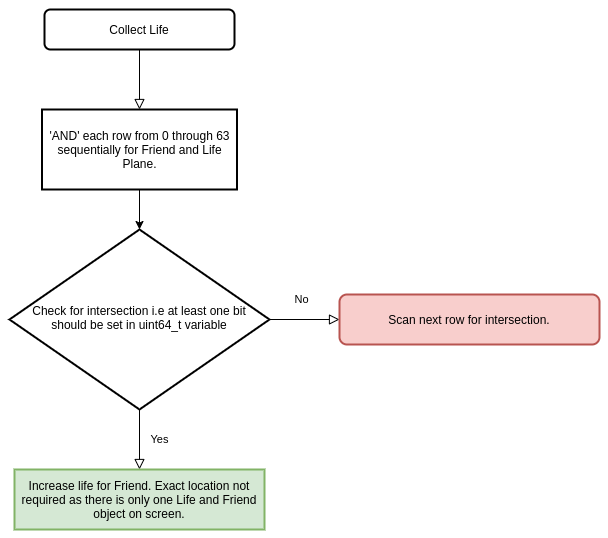 Collect Life
'AND' each row from 0 through 63
sequentially for Friend and Life
Plane.
Check for intersection i.e at least one bit
should be set in uint64_t variable
No
Scan next row for intersection.
Yes
Increase life for Friend. Exact location not
required as there is only one Life and Friend
object on screen.